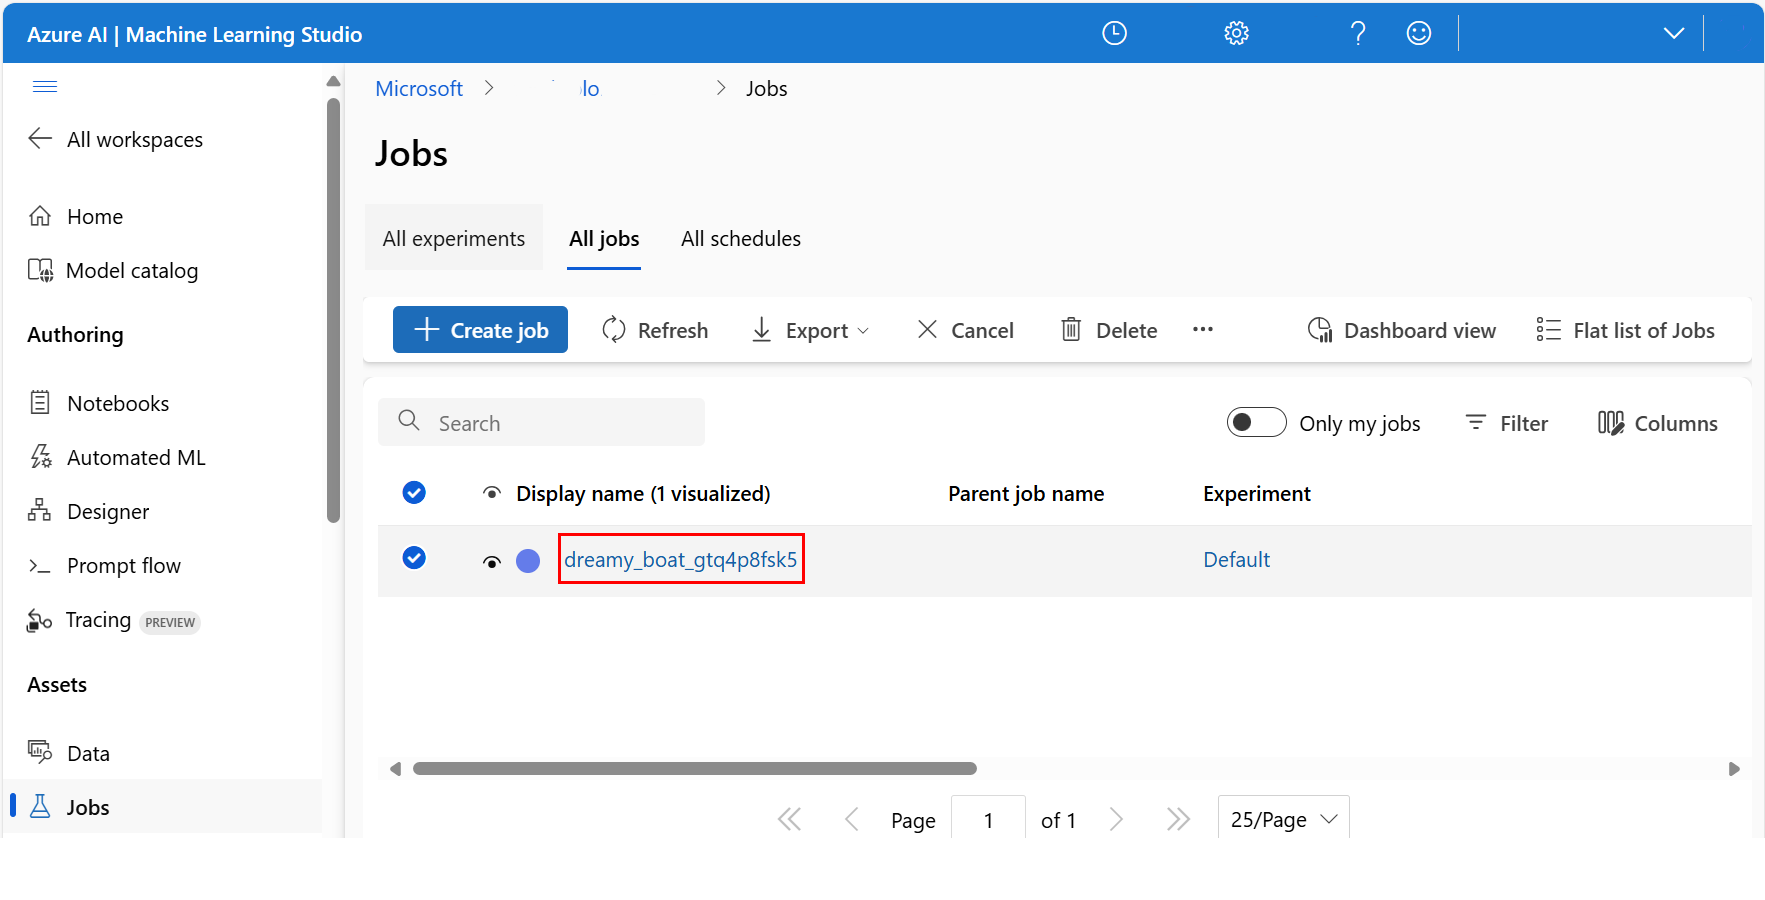 Azure AI | Machine Learning Studio
Microsoft > lo > Jobs
All workspaces
Home
Model catalog
Authoring
Notebooks
Automated ML
Designer
Prompt flow
Tracing PREVIEW
Assets
Data
Jobs
Jobs
All experiments All jobs All schedules
Create job Refresh Export Cancel Delete ... Dashboard view Flat list of Jobs
Search Only my jobs Filter Columns
Display name (1 visualized) Parent job name Experiment
dreamy_boat_gtq4p8fsk5 Default
Page 1 of 1 25/Page